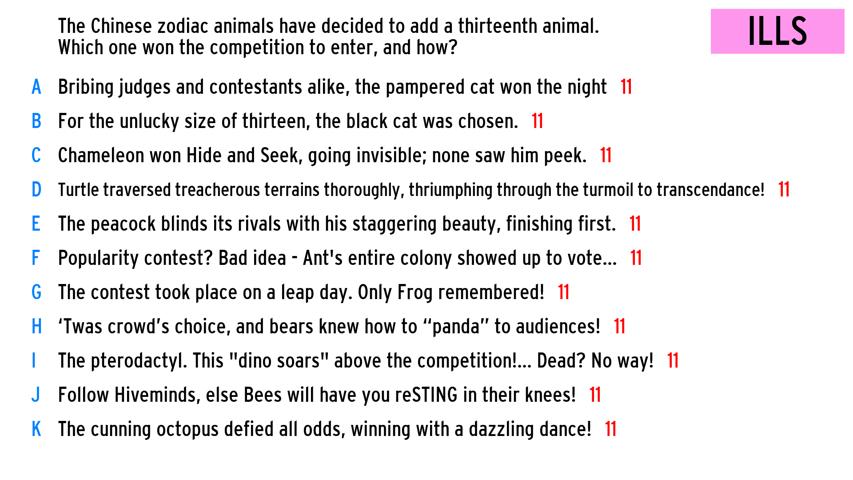 The Chinese zodiac animals have decided to add a thirteenth animal.
Which one won the competition to enter, and how?
ILLS
A Bribing judges and contestants alike, the pampered cat won the night 11
B For the unlucky size of thirteen, the black cat was chosen. 11
C Chameleon won Hide and Seek, going invisible; none saw him peek. 11
D Turtle traversed treacherous terrains thoroughly, thriumphing through the turmoil to transcendance! 11
E The peacock blinds its rivals with his staggering beauty, finishing first. 11
F Popularity contest? Bad idea - Ant's entire colony showed up to vote... 11
G The contest took place on a leap day. Only Frog remembered! 11
H ‘Twas crowd’s choice, and bears knew how to “panda” to audiences! 11
I The pterodactyl. This "dino soars" above the competition!... Dead? No way! 11
J Follow Hiveminds, else Bees will have you reSTING in their knees! 11
K The cunning octopus defied all odds, winning with a dazzling dance! 11